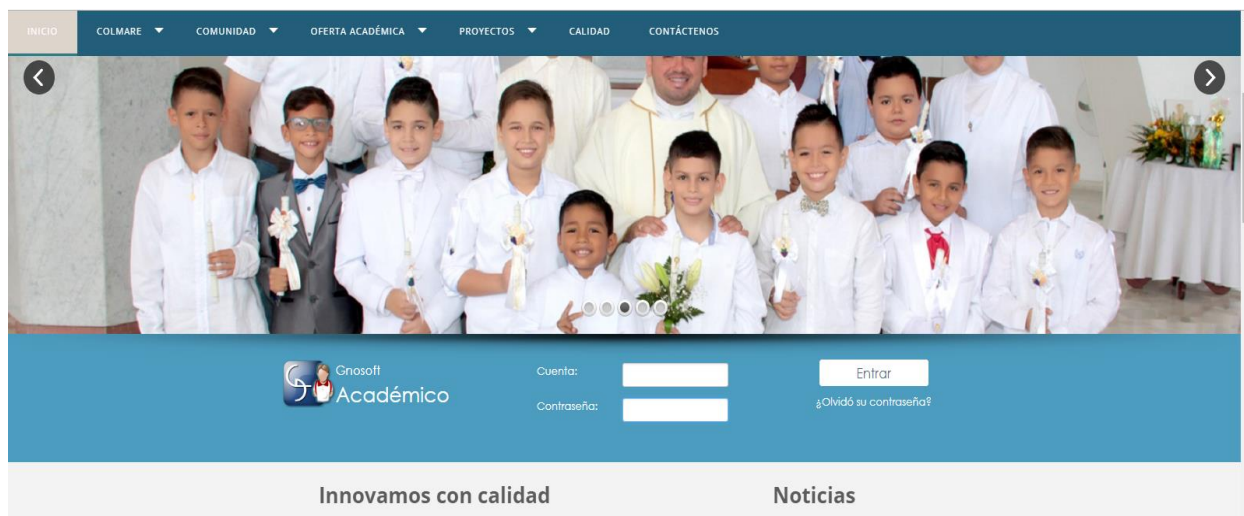 INICIO COLMARE COMUNIDAD OFERTA ACADÉMICA PROYECTOS CALIDAD CONTÁCTENOS
Gnosoft
Académico
Cuenta:
Contraseña:
Entrar
¿Olvidó su contraseña?
Innovamos con calidad
Noticias